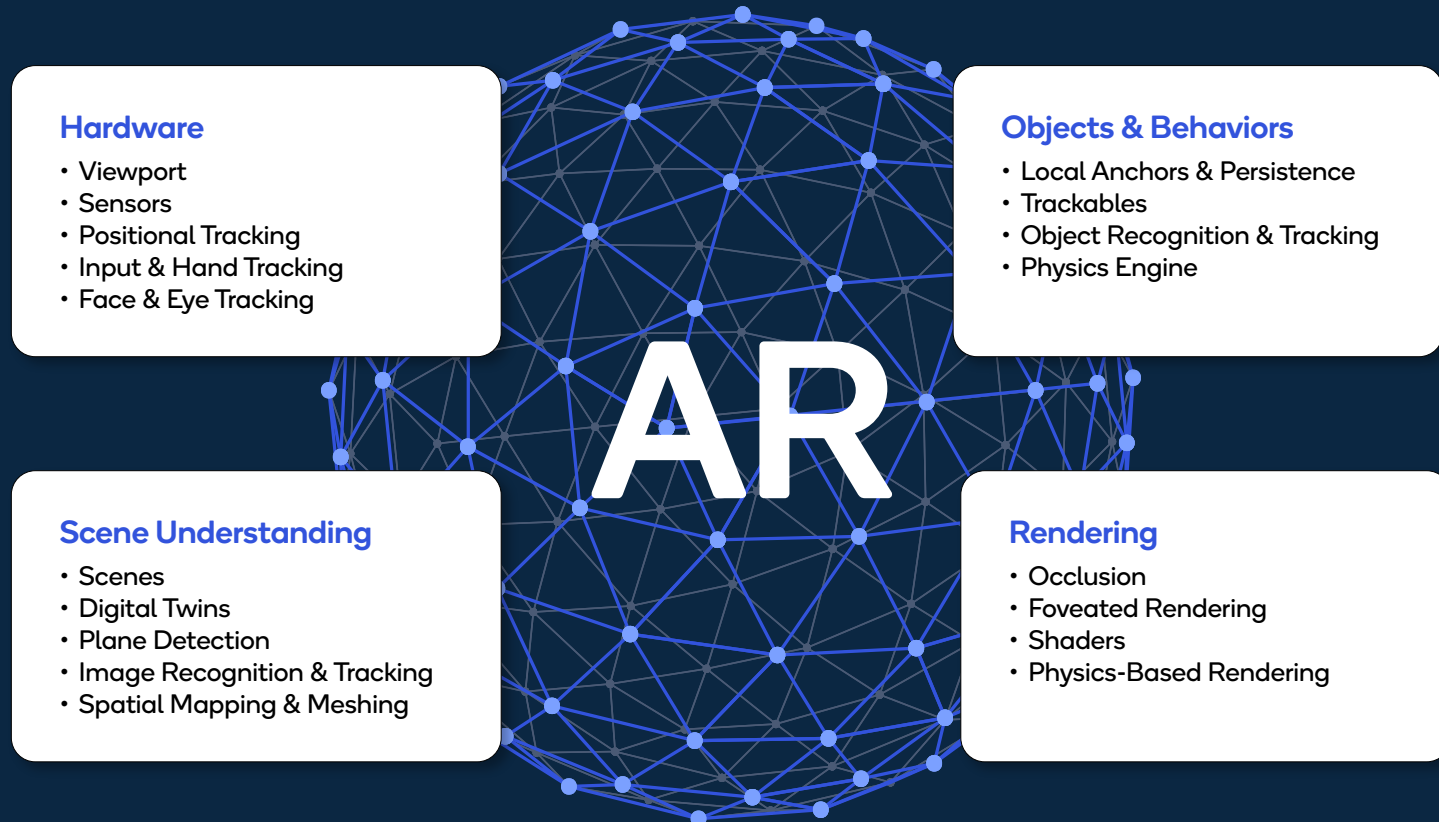 Hardware
• Viewport
• Sensors
• Positional Tracking
• Input & Hand Tracking
• Face & Eye Tracking
Objects & Behaviors
• Local Anchors & Persistence
• Trackables
• Object Recognition & Tracking
• Physics Engine
AR
Scene Understanding
• Scenes
• Digital Twins
• Plane Detection
• Image Recognition & Tracking
• Spatial Mapping & Meshing
Rendering
• Occlusion
• Foveated Rendering
• Shaders
• Physics-Based Rendering